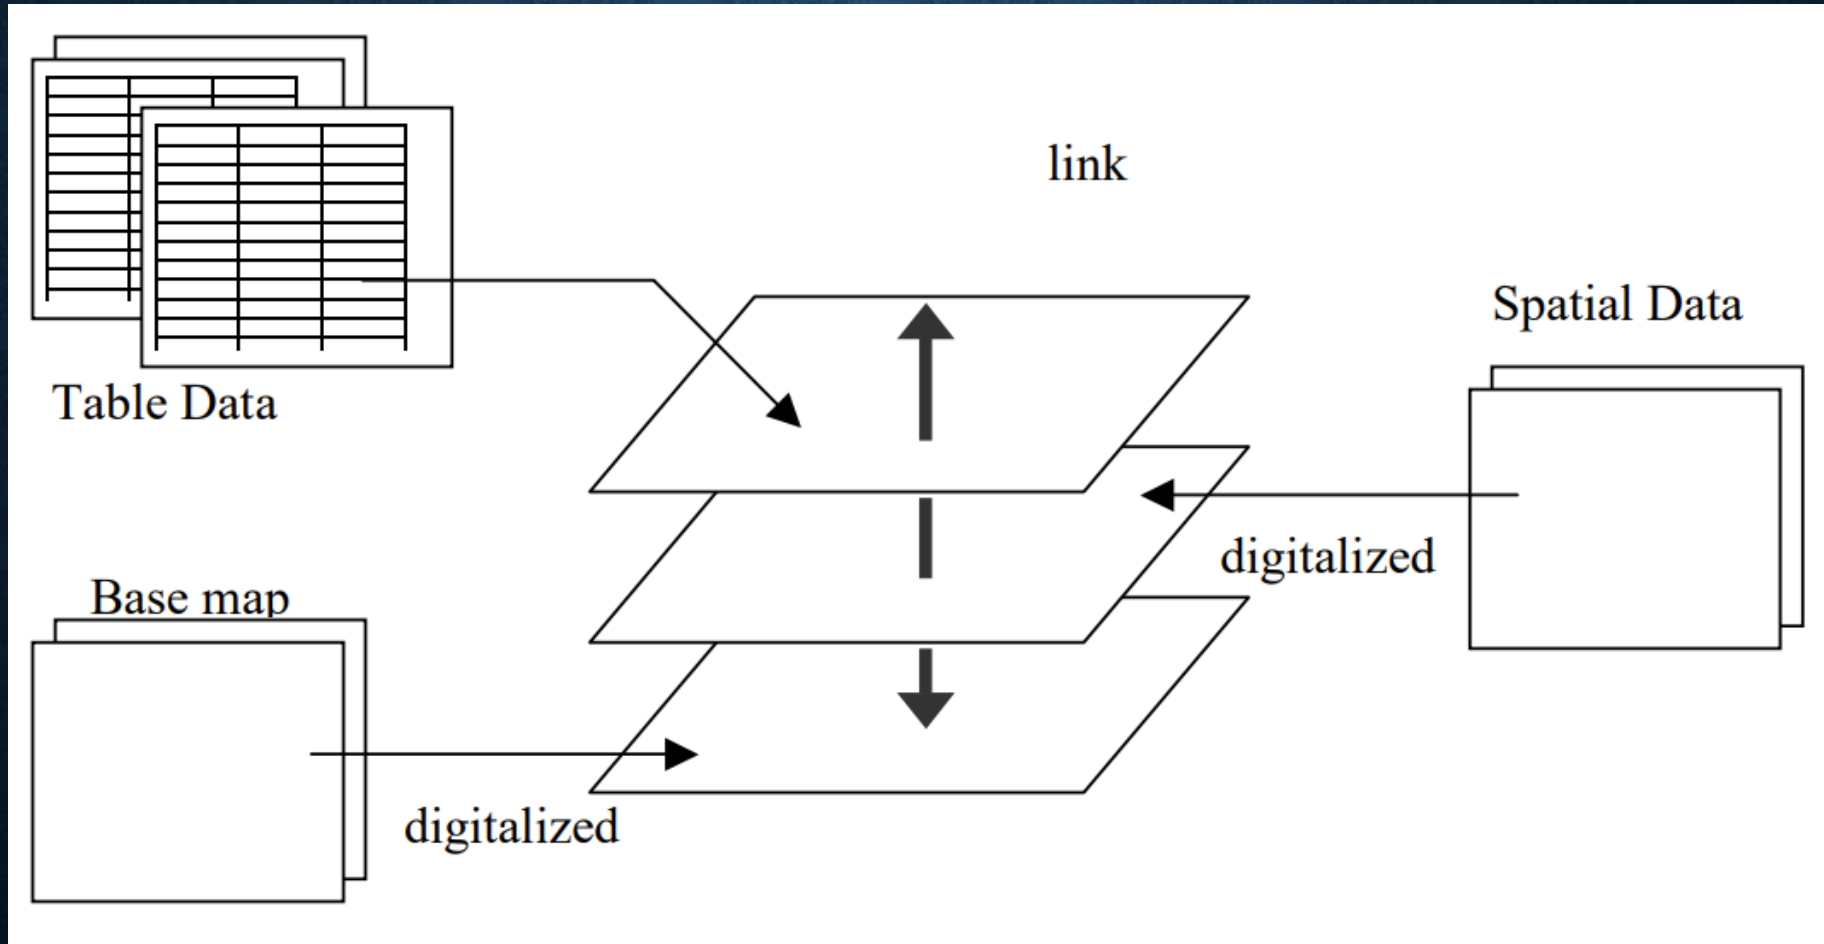 link
Spatial Data
Table Data
digitalized
Base map
digitalized